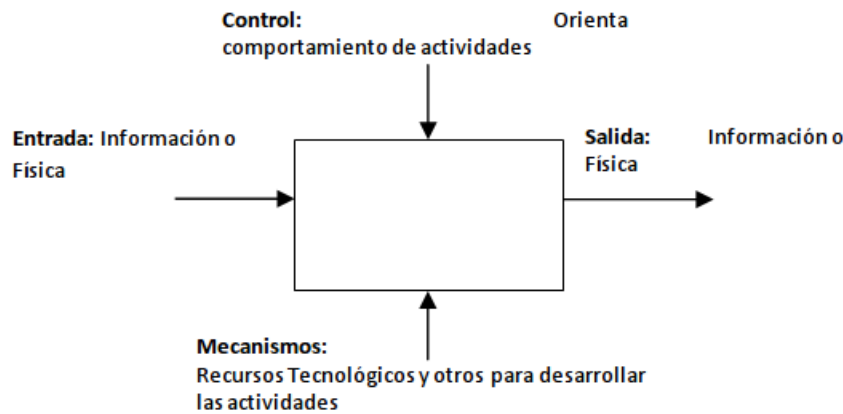 Control: Orienta
comportamiento de actividades
Entrada: Información o
Física
Salida: Información o
Física
Mecanismos:
Recursos Tecnológicos y otros para desarrollar
las actividades